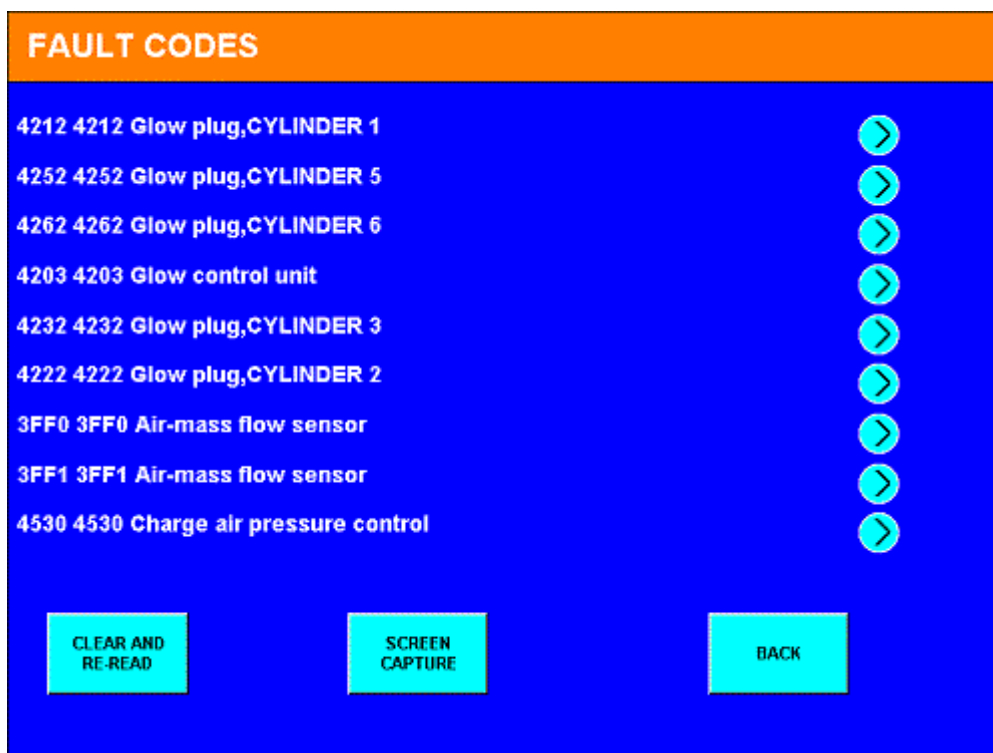 FAULT CODES
4212 4212 Glow plug,CYLINDER 1
4252 4252 Glow plug,CYLINDER 5
4262 4262 Glow plug,CYLINDER 6
4203 4203 Glow control unit
4232 4232 Glow plug,CYLINDER 3
4222 4222 Glow plug,CYLINDER 2
3FF0 3FF0 Air-mass flow sensor
3FF1 3FF1 Air-mass flow sensor
4530 4530 Charge air pressure control
CLEAR AND
RE-READ
SCREEN
CAPTURE
BACK